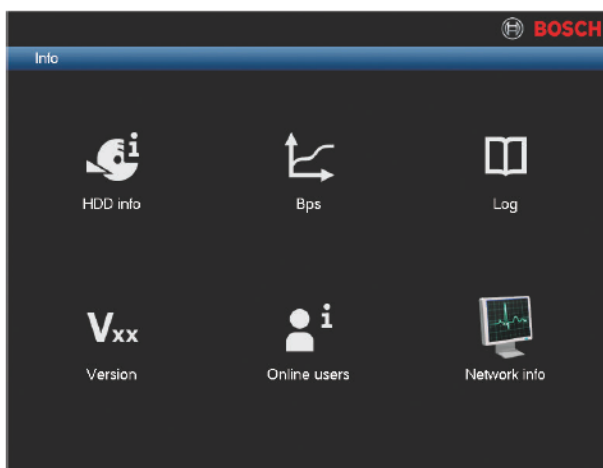 BOSCH
Info
HDD info
Bps
Log
Vxx
Version
Online users
Network info